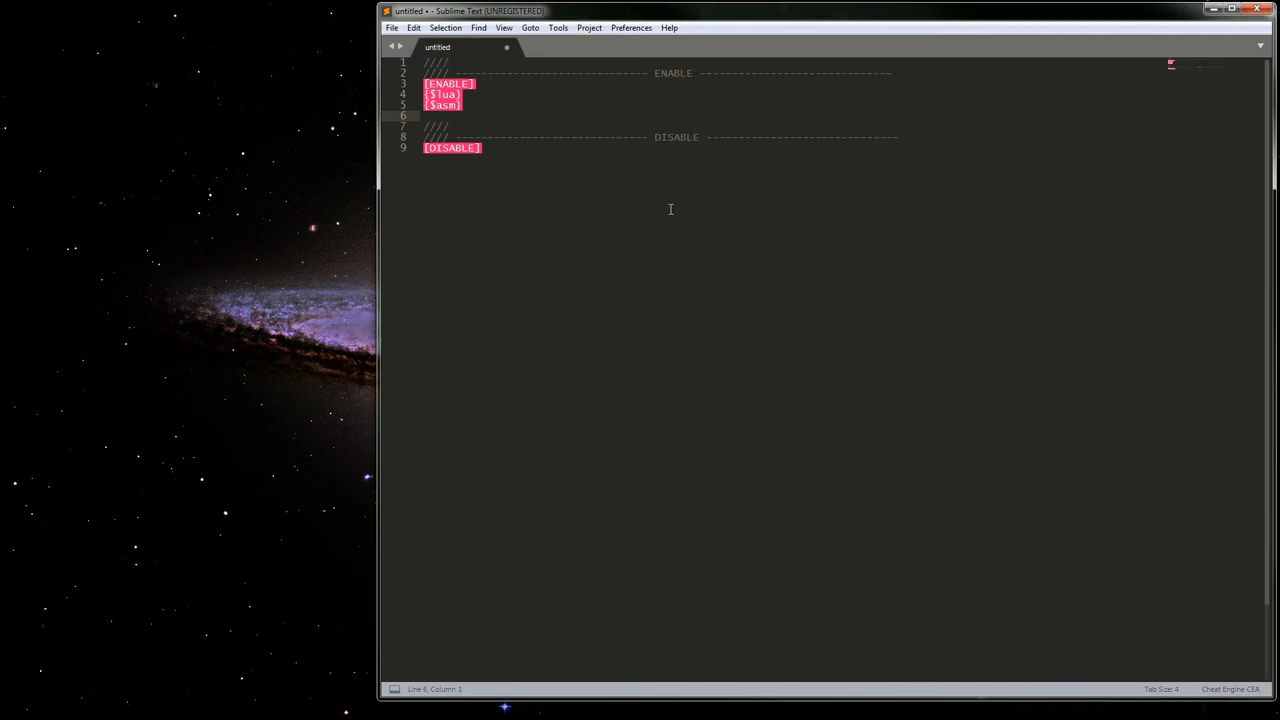 untitled • - Sublime Text (UNREGISTERED)
File Edit Selection Find View Goto Tools Project Preferences Help
untitled
1 ////
2 //// ------------------------------ ENABLE ------------------------------
3 [ENABLE]
4 {$lua}
5 {$asm}
6
7 ////
8 //// ------------------------------ DISABLE ------------------------------
9 [DISABLE]
Line 6, Column 1 Tab Size: 4 Cheat Engine CEA